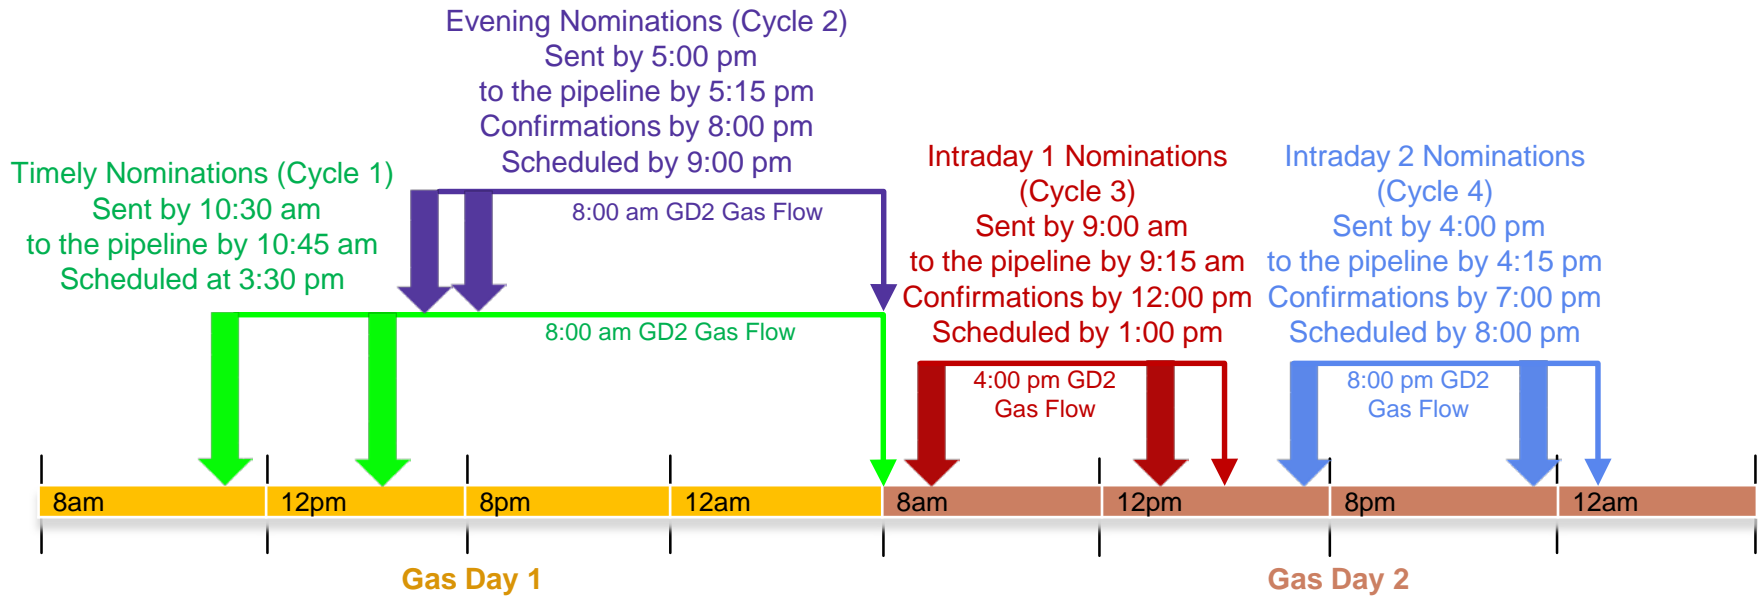 Evening Nominations (Cycle 2)
Sent by 5:00 pm
to the pipeline by 5:15 pm
Confirmations by 8:00 pm
Scheduled by 9:00 pm
Timely Nominations (Cycle 1)
Sent by 10:30 am
to the pipeline by 10:45 am
Scheduled at 3:30 pm
Intraday 1 Nominations
(Cycle 3)
Sent by 9:00 am
to the pipeline by 9:15 am
Confirmations by 12:00 pm
Scheduled by 1:00 pm
Intraday 2 Nominations
(Cycle 4)
Sent by 4:00 pm
to the pipeline by 4:15 pm
Confirmations by 7:00 pm
Scheduled by 8:00 pm
8:00 am GD2 Gas Flow
8:00 am GD2 Gas Flow
4:00 pm GD2
Gas Flow
8:00 pm GD2
Gas Flow
8am
12pm
8pm
12am
8am
12pm
8pm
12am
Gas Day 1
Gas Day 2